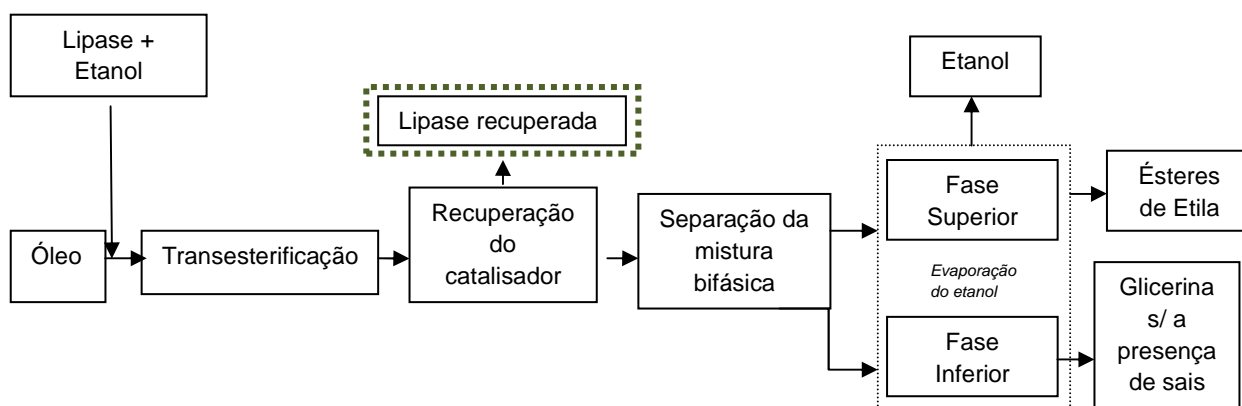 Lipase +
Etanol
Lipase recuperada
Etanol
Óleo
Transesterificação
Recuperação
do
catalisador
Separação da
mistura
bifásica
Fase
Superior
Evaporação
do etanol
Fase
Inferior
Ésteres
de Etila
Glicerina
s/ a
presença
de sais